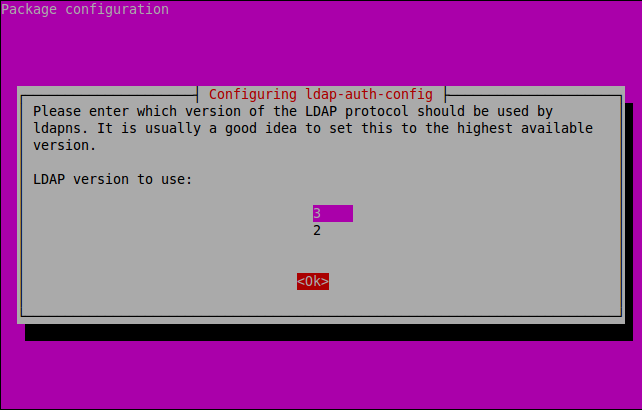 Package configuration
Configuring ldap-auth-config
Please enter which version of the LDAP protocol should be used by
ldapns. It is usually a good idea to set this to the highest available
version.
LDAP version to use:
3
2
<Ok>